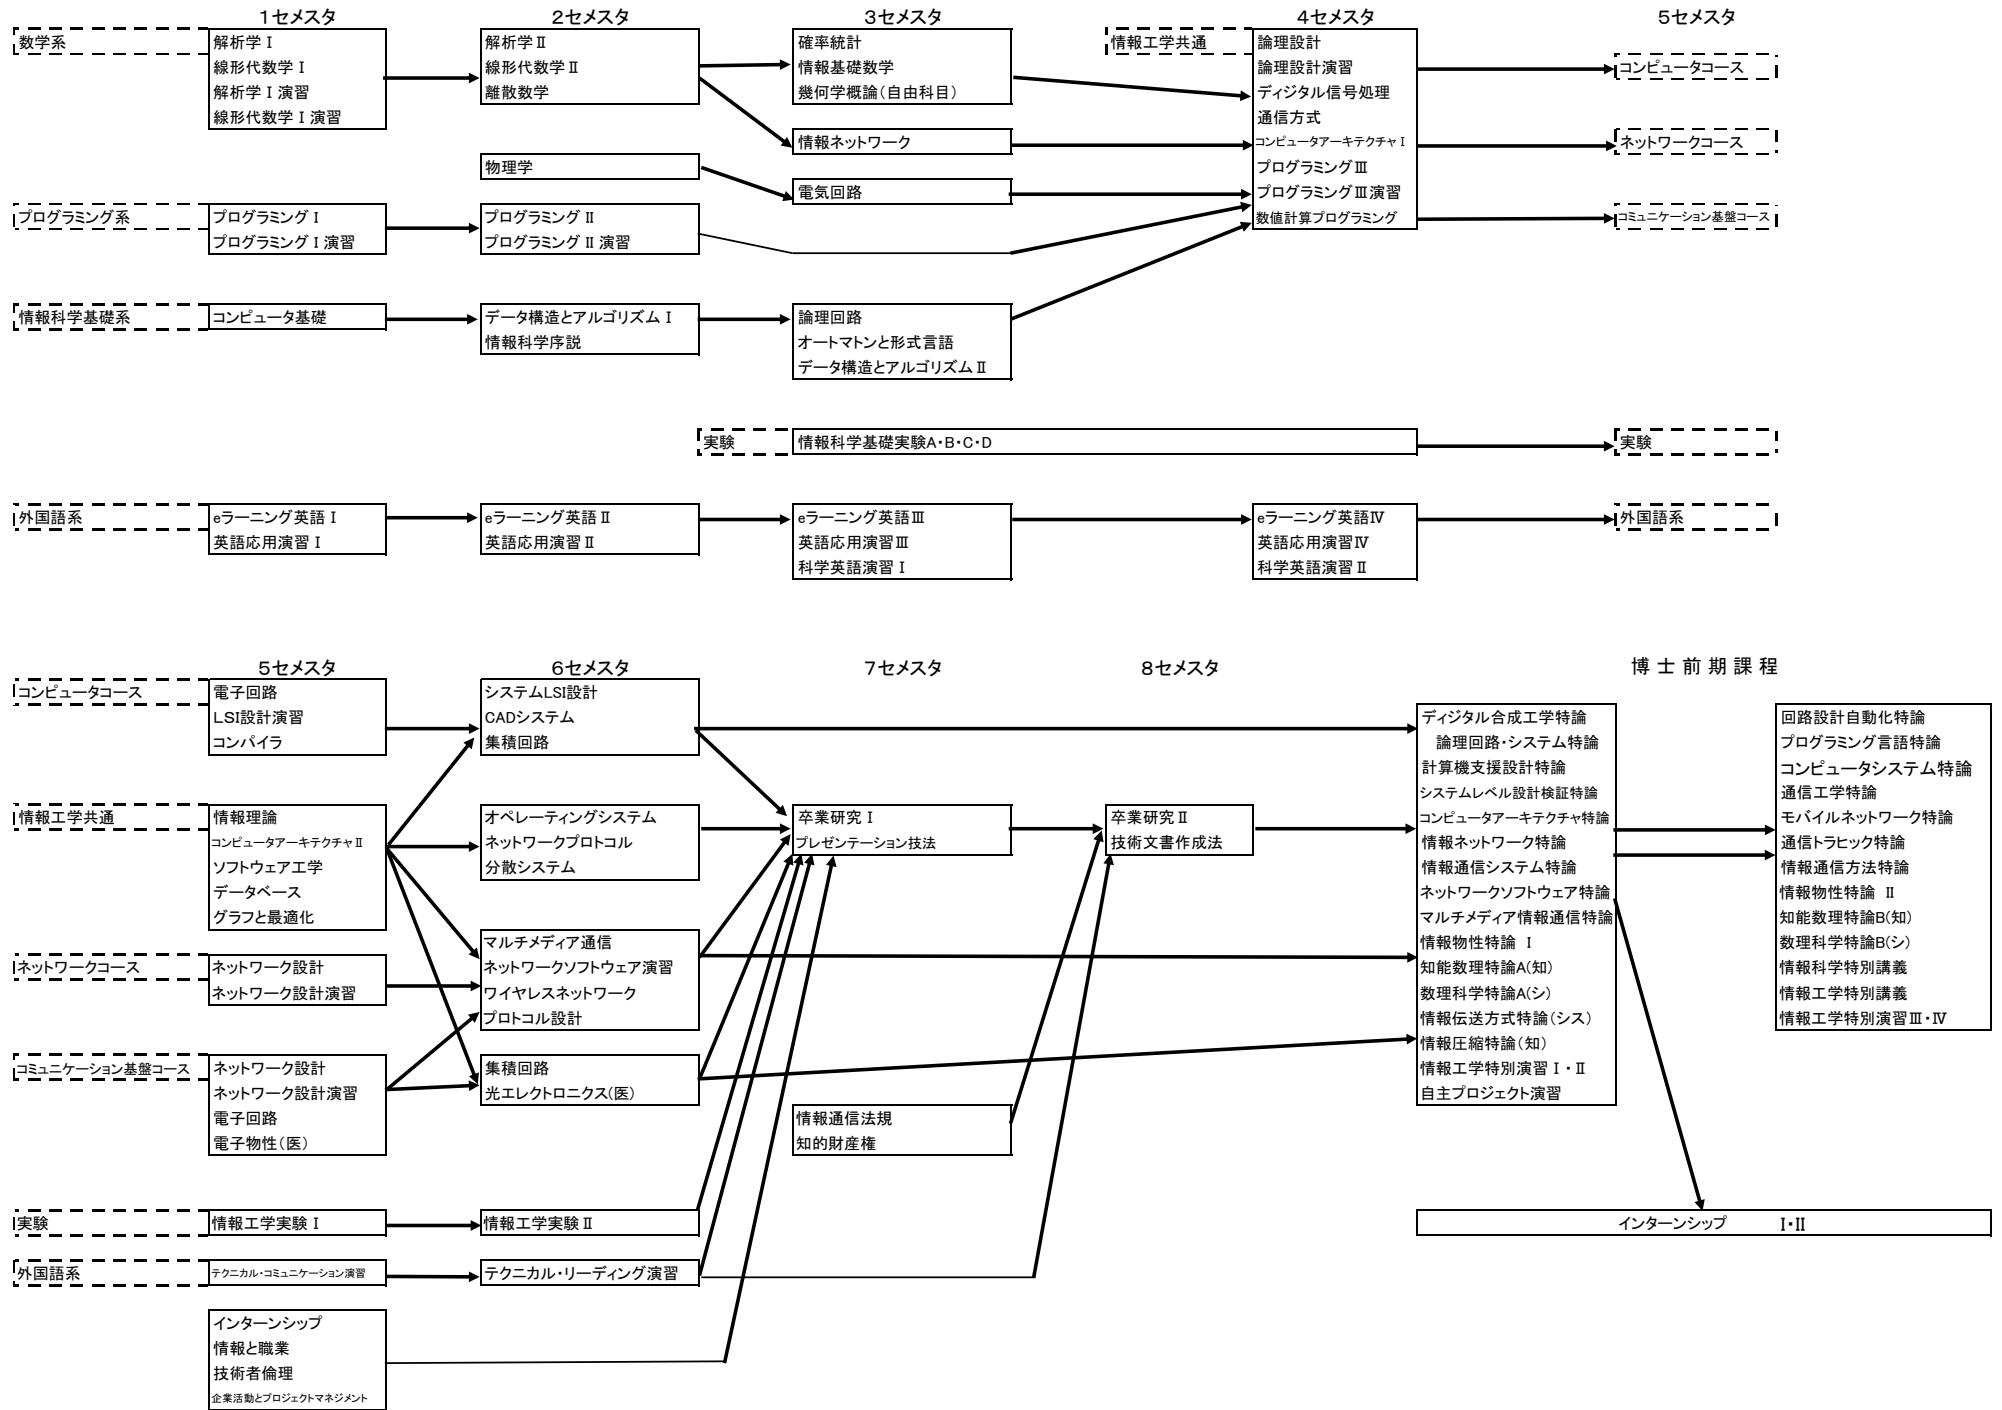 １セメスタ ２セメスタ ３セメスタ ４セメスタ ５セメスタ
数学系
解析学Ⅰ
線形代数学Ⅰ
解析学Ⅰ演習
線形代数学Ⅰ演習
解析学Ⅱ
線形代数学Ⅱ
離散数学
確率統計
情報基礎数学
幾何学概論（自由科目）
情報工学共通
論理設計
論理設計演習
ディジタル信号処理
通信方式
コンピュータアーキテクチャⅠ
プログラミングⅢ
プログラミングⅢ演習
数値計算プログラミング
コンピュータコース
情報ネットワーク
ネットワークコース
物理学
電気回路
プログラミング系
プログラミングⅠ
プログラミングⅠ演習
プログラミングⅡ
プログラミングⅡ演習
コミュニケーション基盤コース
情報科学基礎系
コンピュータ基礎
データ構造とアルゴリズムⅠ
情報科学序説
論理回路
オートマトンと形式言語
データ構造とアルゴリズムⅡ
実験
情報科学基礎実験A・B・C・D
実験
外国語系
eラーニング英語Ⅰ
英語応用演習Ⅰ
eラーニング英語Ⅱ
英語応用演習Ⅱ
eラーニング英語Ⅲ
英語応用演習Ⅲ
科学英語演習Ⅰ
eラーニング英語Ⅳ
英語応用演習Ⅳ
科学英語演習Ⅱ
外国語系
５セメスタ ６セメスタ ７セメスタ ８セメスタ 博士前期課程
コンピュータコース
電子回路
LSI設計演習
コンパイラ
システムLSI設計
CADシステム
集積回路
情報工学共通
情報理論
コンピュータアーキテクチャⅡ
ソフトウェア工学
データベース
グラフと最適化
オペレーティングシステム
ネットワークプロトコル
分散システム
卒業研究Ⅰ
プレゼンテーション技法
卒業研究Ⅱ
技術文書作成法
ネットワークコース
ネットワーク設計
ネットワーク設計演習
マルチメディア通信
ネットワークソフトウェア演習
ワイヤレスネットワーク
プロトコル設計
コミュニケーション基盤コース
ネットワーク設計
ネットワーク設計演習
電子回路
電子物性（医）
集積回路
光エレクトロニクス(医)
情報通信法規
知的財産権
ディジタル合成工学特論
論理回路・システム特論
計算機支援設計特論
システムレベル設計検証特論
コンピュータアーキテクチャ特論
情報ネットワーク特論
情報通信システム特論
ネットワークソフトウェア特論
マルチメディア情報通信特論
情報物性特論 Ⅰ
知能数理特論A(知)
数理科学特論A(シ)
情報伝送方式特論(シス)
情報圧縮特論(知)
情報工学特別演習Ⅰ・Ⅱ
自主プロジェクト演習
回路設計自動化特論
プログラミング言語特論
コンピュータシステム特論
通信工学特論
モバイルネットワーク特論
通信トラヒック特論
情報通信方法特論
情報物性特論 Ⅱ
知能数理特論B(知)
数理科学特論B(シ)
情報科学特別講義
情報工学特別講義
情報工学特別演習Ⅲ・Ⅳ
実験
情報工学実験Ⅰ
情報工学実験Ⅱ
インターンシップ Ⅰ・Ⅱ
外国語系
テクニカル・コミュニケーション演習
テクニカル・リーディング演習
インターンシップ
情報と職業
技術者倫理
企業活動とプロジェクトマネジメント